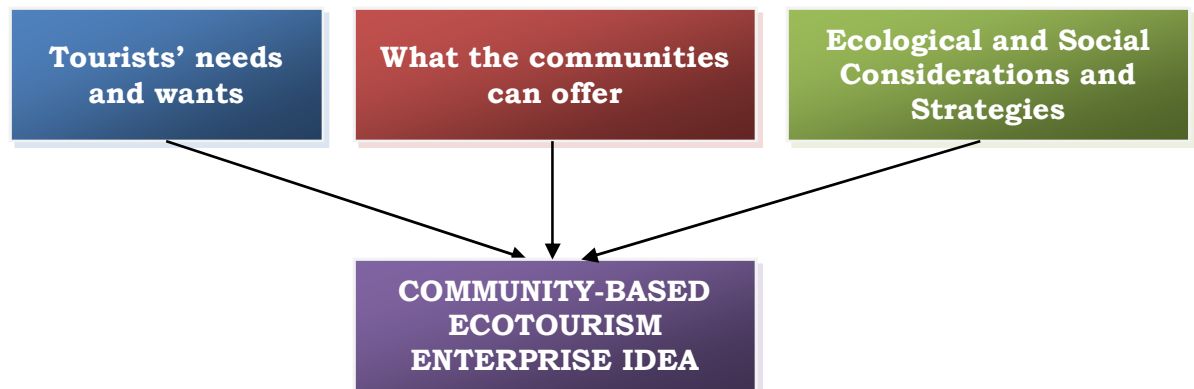 Tourists’ needs
and wants
What the communities
can offer
Ecological and Social
Considerations and
Strategies
COMMUNITY-BASED
ECOTOURISM
ENTERPRISE IDEA